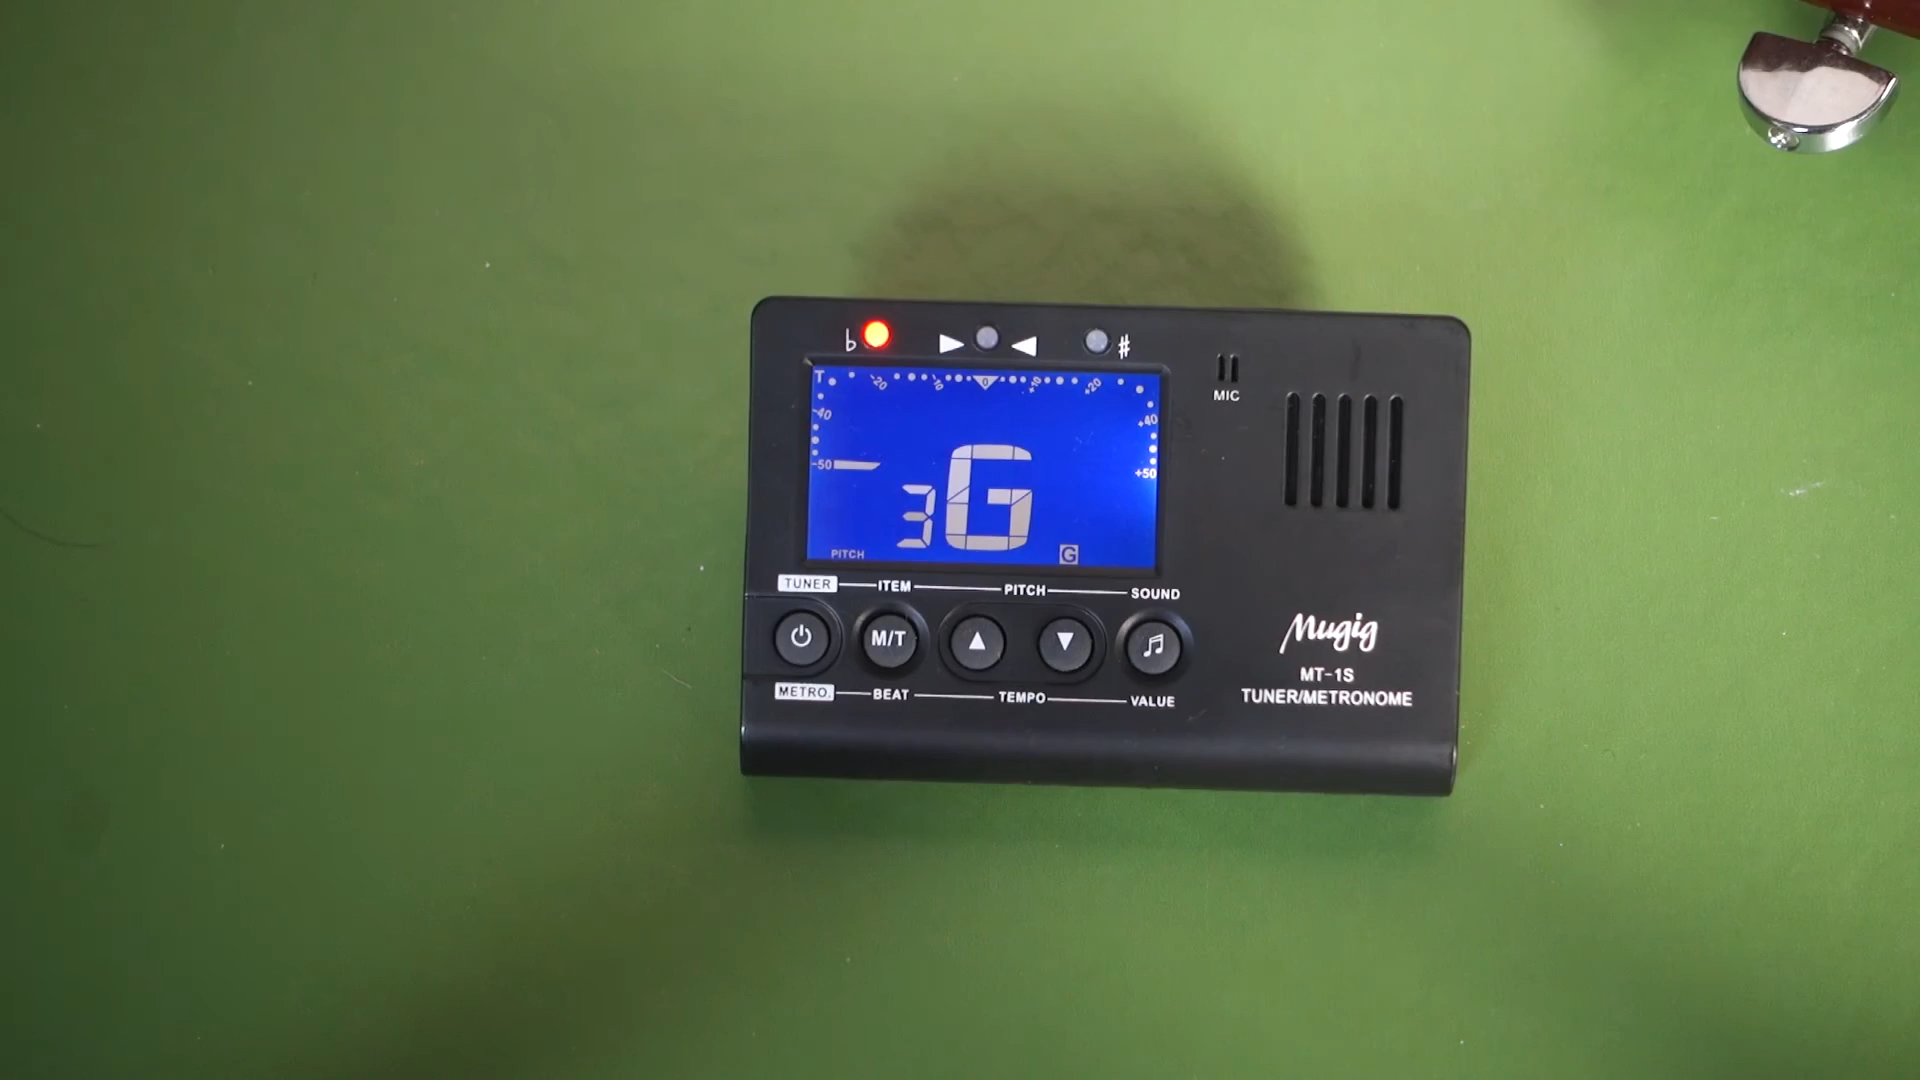 ♭ ▶ ◀ ♯
T -20 -10 0 +10 +20
-40 +40
-50 +50
3G
PITCH G
MIC
TUNER ITEM PITCH SOUND
M/T
METRO. BEAT TEMPO VALUE
Mugig
MT-1S
TUNER/METRONOME